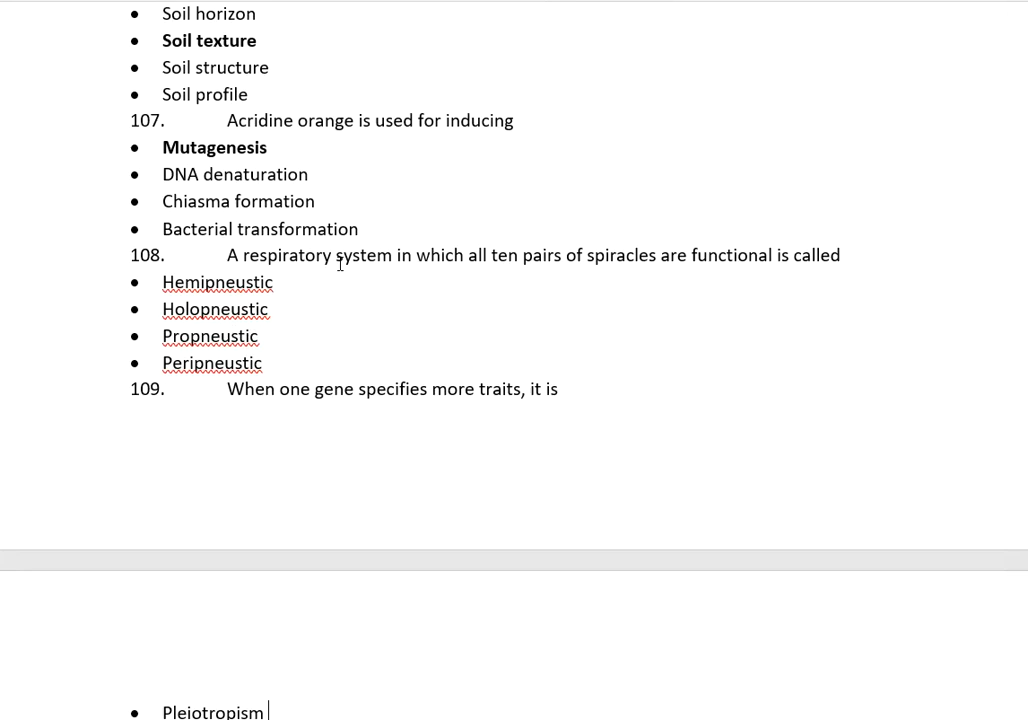 • Soil horizon
• Soil texture
• Soil structure
• Soil profile
107. Acridine orange is used for inducing
• Mutagenesis
• DNA denaturation
• Chiasma formation
• Bacterial transformation
108. A respiratory system in which all ten pairs of spiracles are functional is called
• Hemipneustic
• Holopneustic
• Propneustic
• Peripneustic
109. When one gene specifies more traits, it is
• Pleiotropism